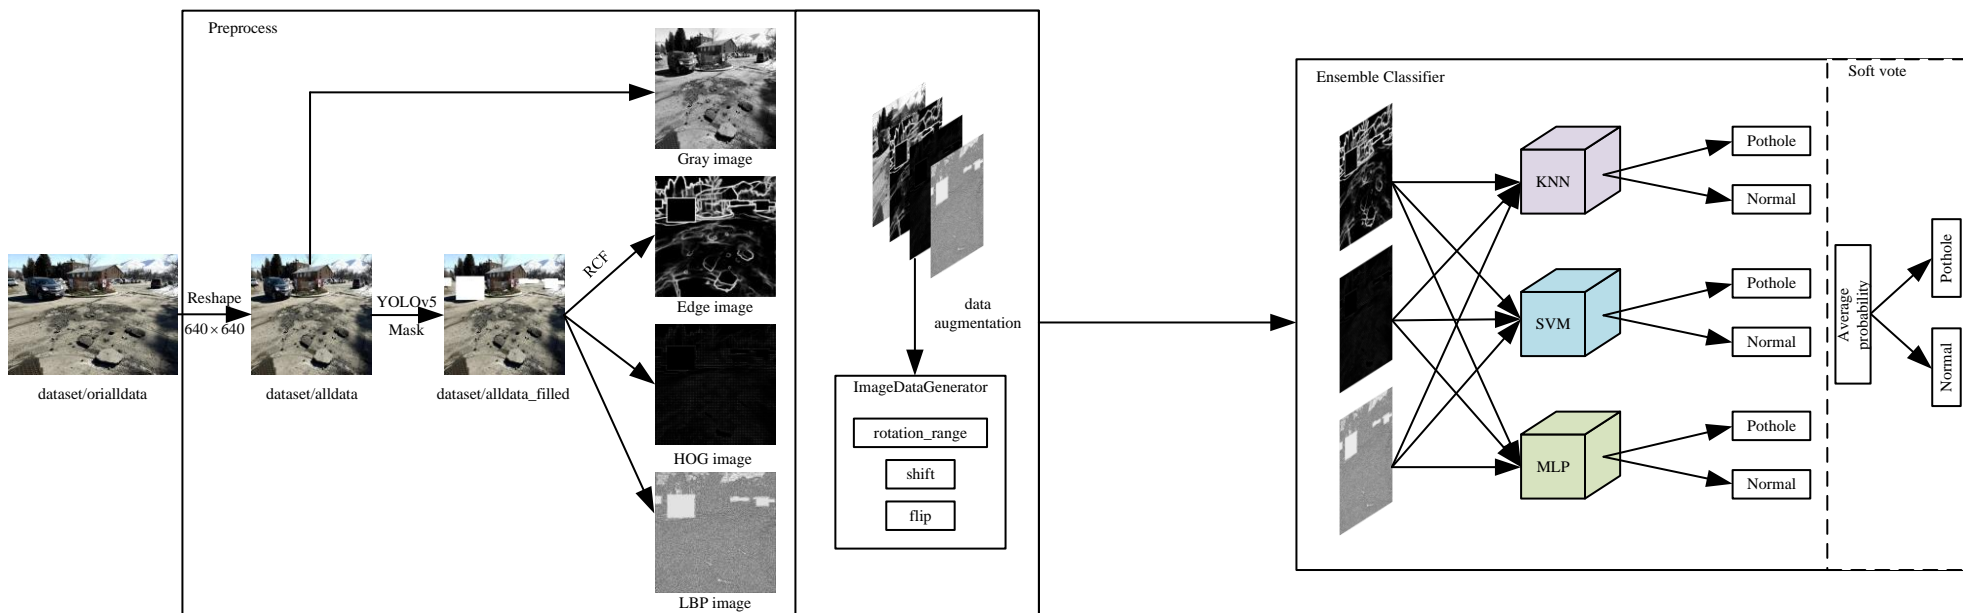 Preprocess
Gray image
RCF
Edge image
Reshape
640×640
YOLOv5
Mask
dataset/orialldata
dataset/alldata
dataset/alldata_filled
HOG image
LBP image
data
augmentation
ImageDataGenerator
rotation_range
shift
flip
Ensemble Classifier
KNN
Pothole
Normal
SVM
Pothole
Normal
MLP
Pothole
Normal
Soft vote
Average
probability
Pothole
Normal